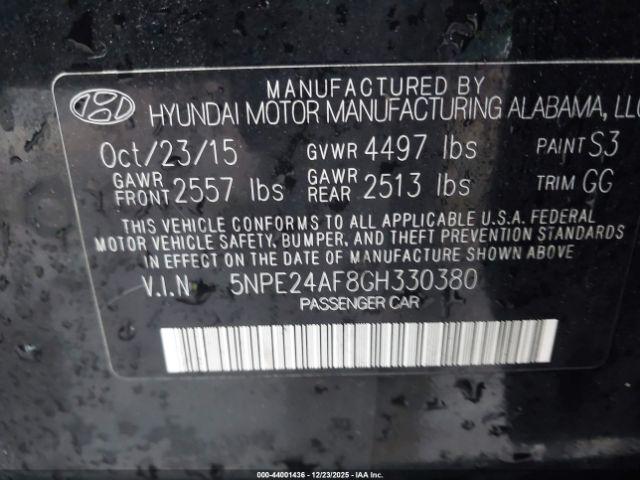 MANUFACTURED BY
HYUNDAI MOTOR MANUFACTURING ALABAMA, LLC
Oct/23/15 GVWR 4497 lbs PAINT S3
GAWR FRONT 2557 lbs GAWR REAR 2513 lbs TRIM GG
THIS VEHICLE CONFORMS TO ALL APPLICABLE U.S.A. FEDERAL
MOTOR VEHICLE SAFETY, BUMPER, AND THEFT PREVENTION STANDARDS
IN EFFECT ON THE DATE OF MANUFACTURE SHOWN ABOVE.
V.I.N. 5NPE24AF8GH330380
PASSENGER CAR
000-44001436 - 12/23/2025 - IAA Inc.